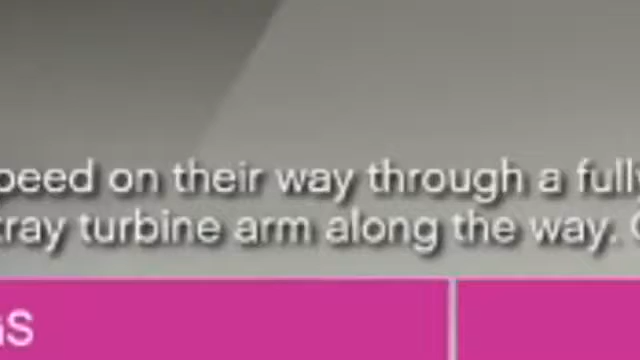 peed on their way through a fully
tray turbine arm along the way.